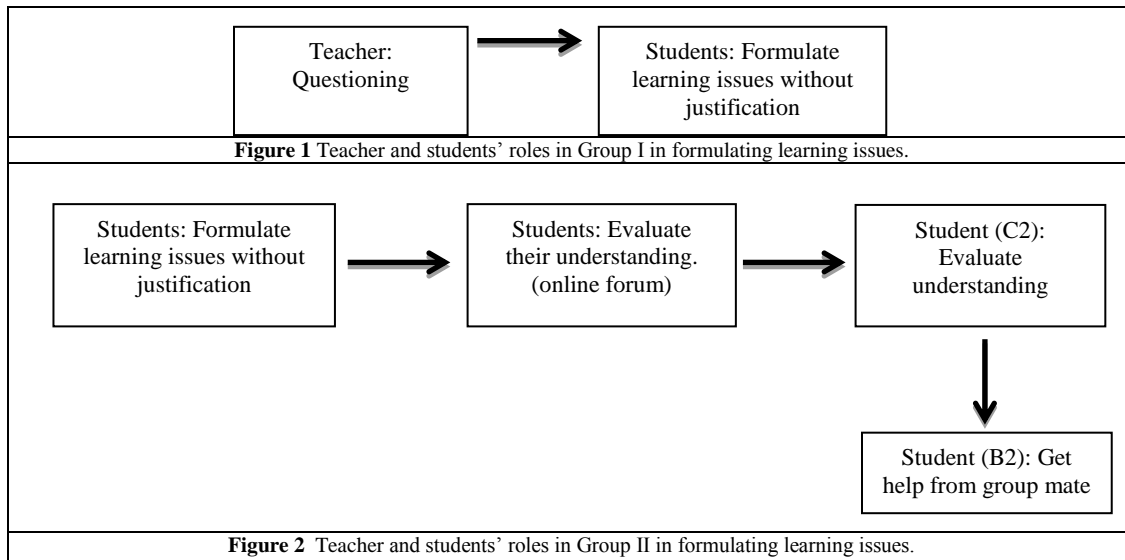 Teacher:
Questioning
Students: Formulate
learning issues without
justification
Figure 1 Teacher and students’ roles in Group I in formulating learning issues.
Students: Formulate
learning issues without
justification
Students: Evaluate
their understanding.
(online forum)
Student (C2):
Evaluate
understanding
Student (B2): Get
help from group mate
Figure 2 Teacher and students’ roles in Group II in formulating learning issues.